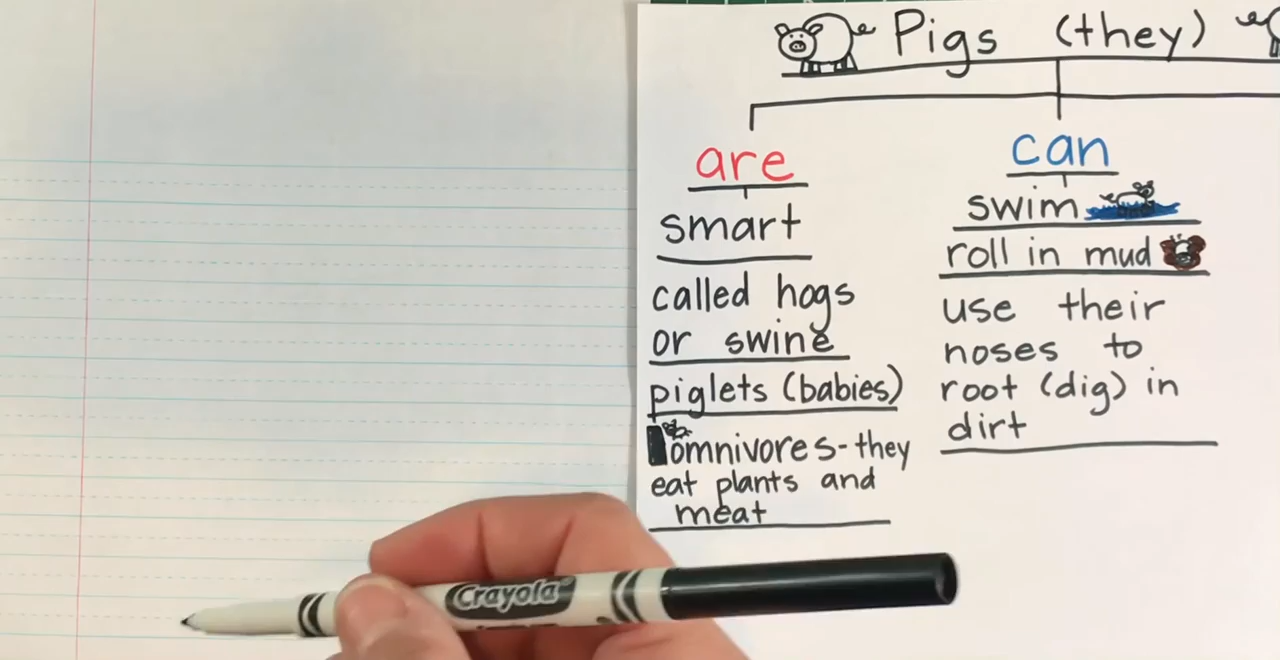 Pigs (they)
are
smart
called hogs
or swine
piglets (babies)
omnivores-they
eat plants and
meat
can
swim
roll in mud
use their
noses to
root (dig) in
dirt
Crayola